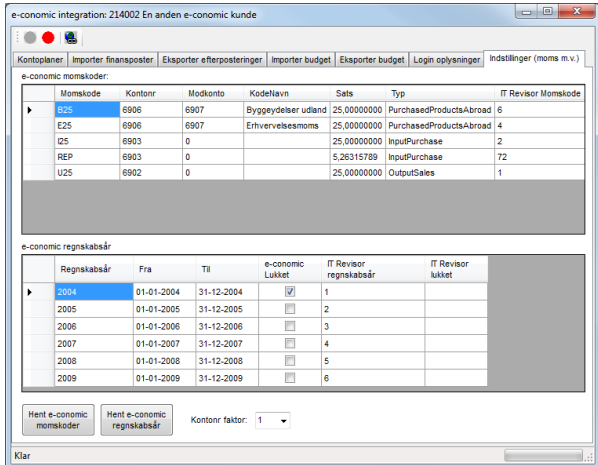 e-conomic integration: 214002 En anden e-conomic kunde
Kontoplaner Importer finansposter Eksporter efterposteringer Importer budget Eksporter budget Login oplysninger Indstillinger (moms m.v.)
e-conomic momskoder:
Momskode Kontonr Modkonto KodeNavn Sats Typ IT Revisor Momskode
B25 6906 6907 Byggeydelser udland 25,00000000 PurchasedProductsAbroad 6
E25 6906 6907 Erhvervelsesmoms 25,00000000 PurchasedProductsAbroad 4
I25 6903 0 25,00000000 InputPurchase 2
REP 6903 0 5,26315789 InputPurchase 72
U25 6902 0 25,00000000 OutputSales 1
e-conomic regnskabsår
Regnskabsår Fra Til e-conomic Lukket IT Revisor regnskabsår IT Revisor lukket
2004 01-01-2004 31-12-2004 1
2005 01-01-2005 31-12-2005 2
2006 01-01-2006 31-12-2006 3
2007 01-01-2007 31-12-2007 4
2008 01-01-2008 31-12-2008 5
2009 01-01-2009 31-12-2009 6
Hent e-conomic momskoder Hent e-conomic regnskabsår Kontonr faktor: 1
Klar